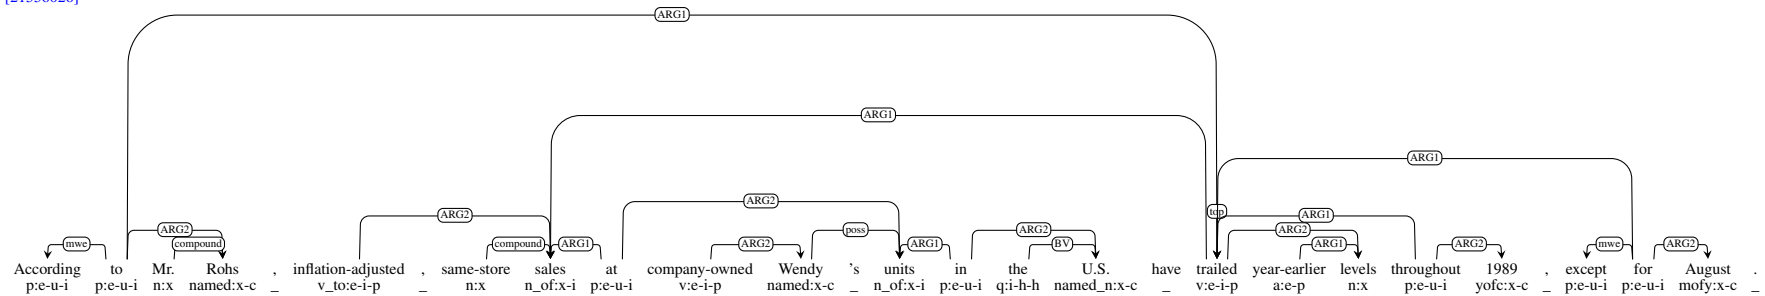 ARG1
ARG1
ARG1
ARG2
top
ARG2 ARG1
ARG2 poss ARG2 ARG2
mwe compound compound ARG1 ARG2 ARG1 BV ARG1 ARG2 mwe ARG2
According to Mr. Rohs , inflation-adjusted , same-store sales at company-owned Wendy 's units in the U.S. have trailed year-earlier levels throughout 1989 , except for August .
p:e-u-i p:e-u-i n:x named:x-c _ v_to:e-i-p _ n:x n_of:x-i p:e-u-i v:e-i-p named:x-c _ n_of:x-i p:e-u-i q:i-h-h named_n:x-c _ v:e-i-p a:e-p n:x p:e-u-i yofc:x-c _ p:e-u-i p:e-u-i mofy:x-c _